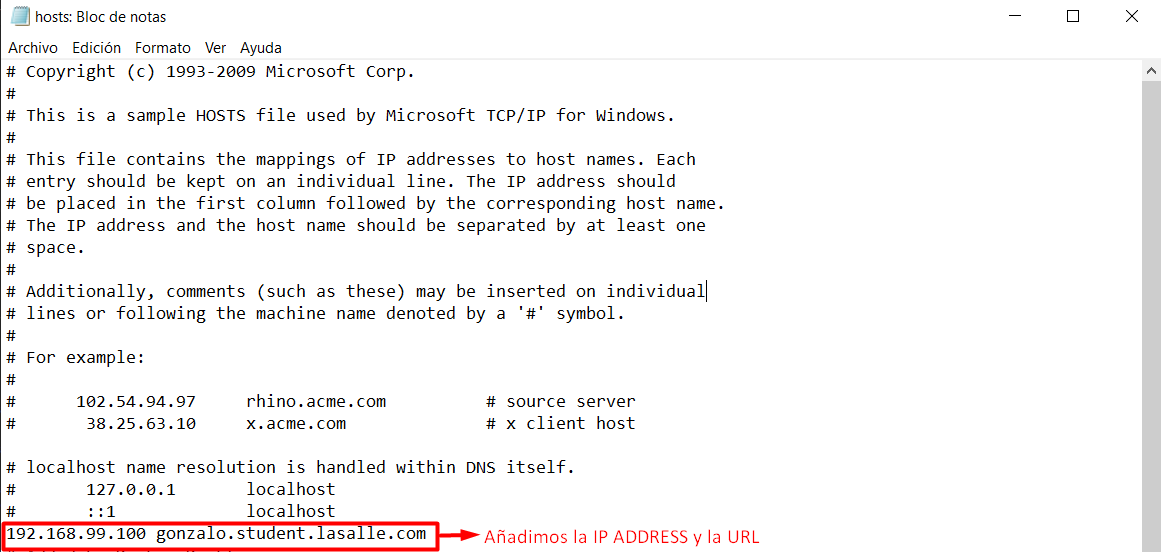 hosts: Bloc de notas
Archivo Edición Formato Ver Ayuda
# Copyright (c) 1993-2009 Microsoft Corp.
#
# This is a sample HOSTS file used by Microsoft TCP/IP for Windows.
#
# This file contains the mappings of IP addresses to host names. Each
# entry should be kept on an individual line. The IP address should
# be placed in the first column followed by the corresponding host name.
# The IP address and the host name should be separated by at least one
# space.
#
# Additionally, comments (such as these) may be inserted on individual
# lines or following the machine name denoted by a '#' symbol.
#
# For example:
#
#      102.54.94.97     rhino.acme.com          # source server
#       38.25.63.10     x.acme.com              # x client host
# localhost name resolution is handled within DNS itself.
#       127.0.0.1       localhost
#       ::1             localhost
192.168.99.100 gonzalo.student.lasalle.com Añadimos la IP ADDRESS y la URL